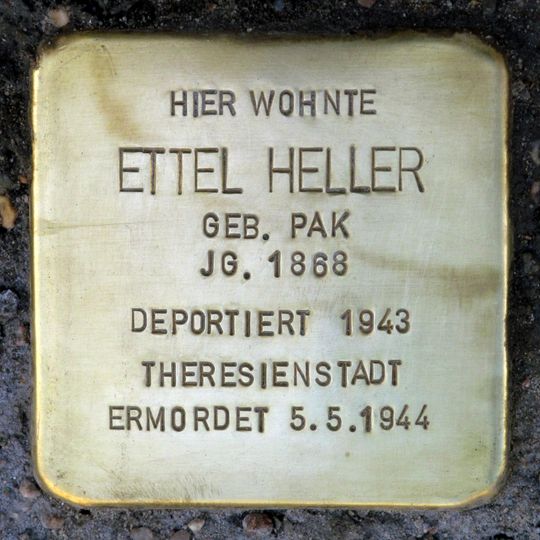 HIER WOHNTE
ETTEL HELLER
GEB. PAK
JG. 1868
DEPORTIERT 1943
THERESIENSTADT
ERMORDET 5.5.1944